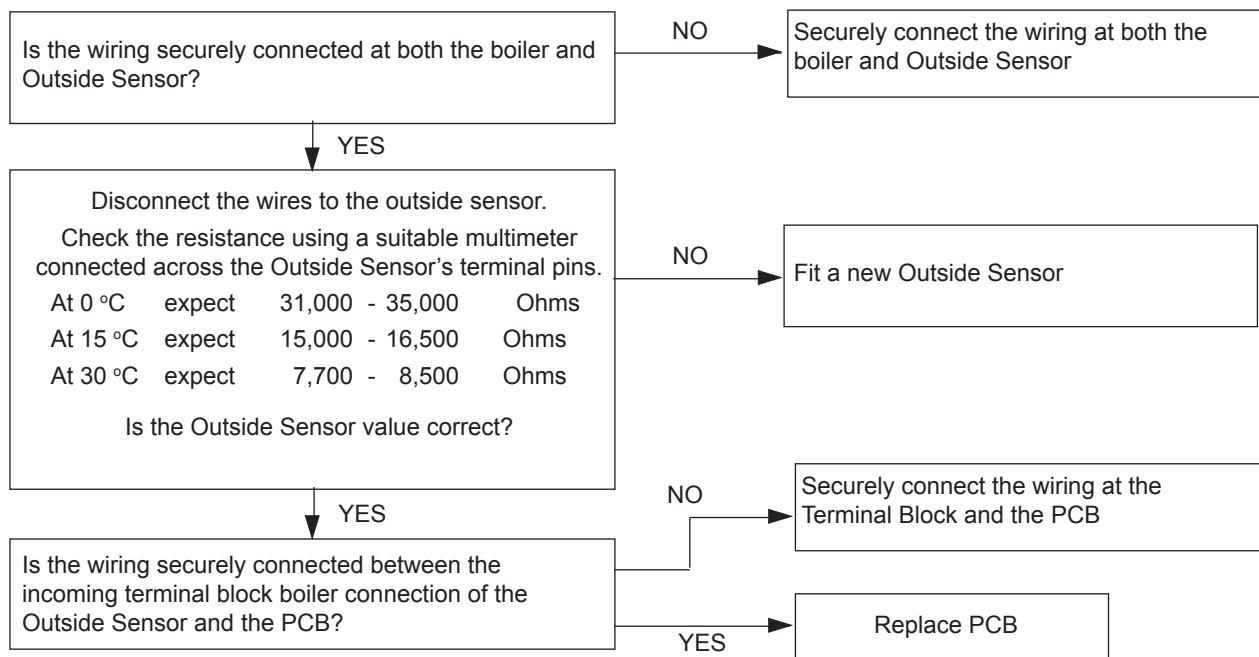 Is the wiring securely connected at both the boiler and
Outside Sensor?
NO
Securely connect the wiring at both the
boiler and Outside Sensor
YES
Disconnect the wires to the outside sensor.
Check the resistance using a suitable multimeter
connected across the Outside Sensor’s terminal pins.
At 0 °C expect 31,000 - 35,000 Ohms
At 15 °C expect 15,000 - 16,500 Ohms
At 30 °C expect 7,700 - 8,500 Ohms
Is the Outside Sensor value correct?
NO
Fit a new Outside Sensor
YES
Is the wiring securely connected between the
incoming terminal block boiler connection of the
Outside Sensor and the PCB?
NO
Securely connect the wiring at the
Terminal Block and the PCB
YES
Replace PCB